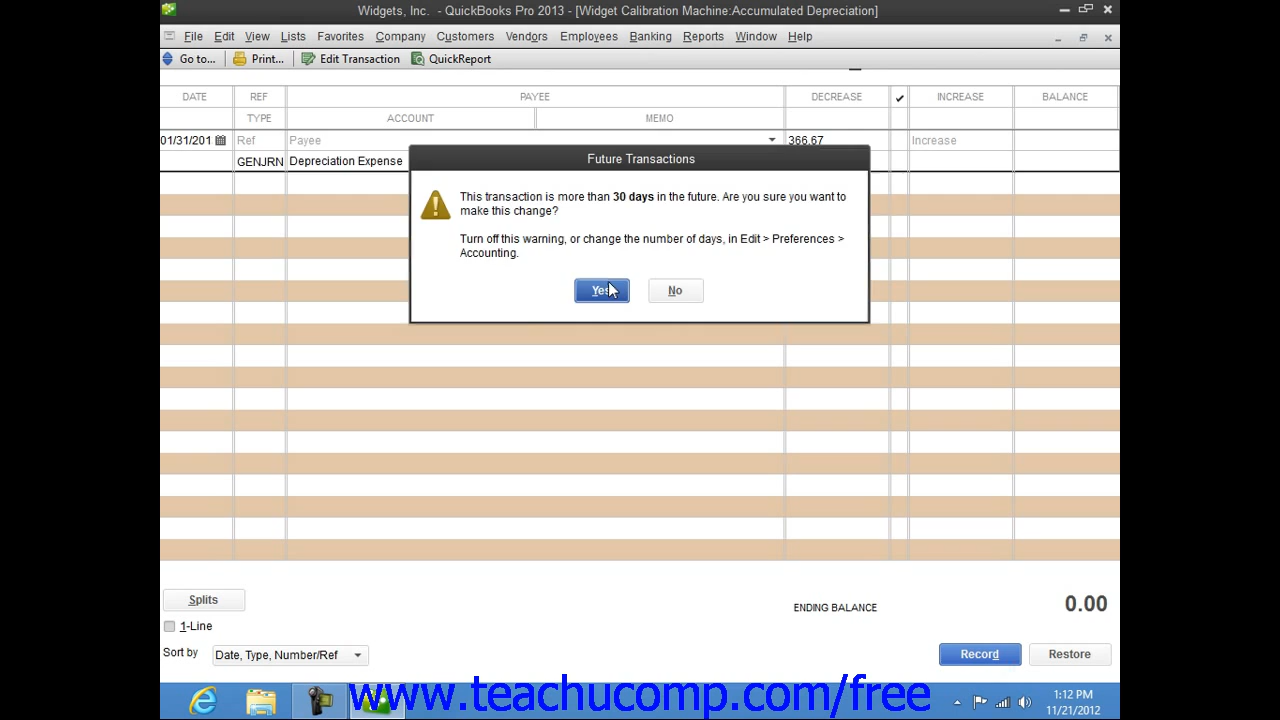 Widgets, Inc. - QuickBooks Pro 2013 - [Widget Calibration Machine:Accumulated Depreciation]
File Edit View Lists Favorites Company Customers Vendors Employees Banking Reports Window Help
Go to... Print... Edit Transaction QuickReport
DATE REF PAYEE DECREASE ✔ INCREASE BALANCE
TYPE ACCOUNT MEMO
01/31/201 Ref Payee 366.67 Increase
GENJRN Depreciation Expense
Future Transactions
This transaction is more than 30 days in the future. Are you sure you want to
make this change?
Turn off this warning, or change the number of days, in Edit > Preferences >
Accounting.
Yes No
Splits
ENDING BALANCE 0.00
1-Line
Sort by Date, Type, Number/Ref
Record Restore
www.teachucomp.com/free
1:12 PM
11/21/2012